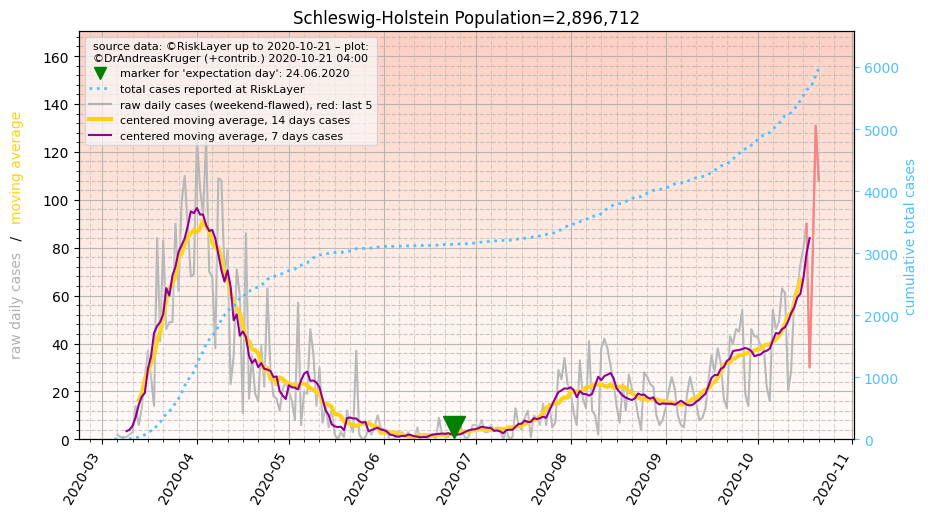 Schleswig-Holstein Population=2,896,712
source data: ©RiskLayer up to 2020-10-21 – plot:
©DrAndreasKruger (+contrib.) 2020-10-21 04:00
marker for 'expectation day': 24.06.2020
total cases reported at RiskLayer
raw daily cases (weekend-flawed), red: last 5
centered moving average, 14 days cases
centered moving average, 7 days cases
raw daily cases / moving average
160
140
120
100
80
60
40
20
0
cumulative total cases
6000
5000
4000
3000
2000
1000
0
2020-03
2020-04
2020-05
2020-06
2020-07
2020-08
2020-09
2020-10
2020-11